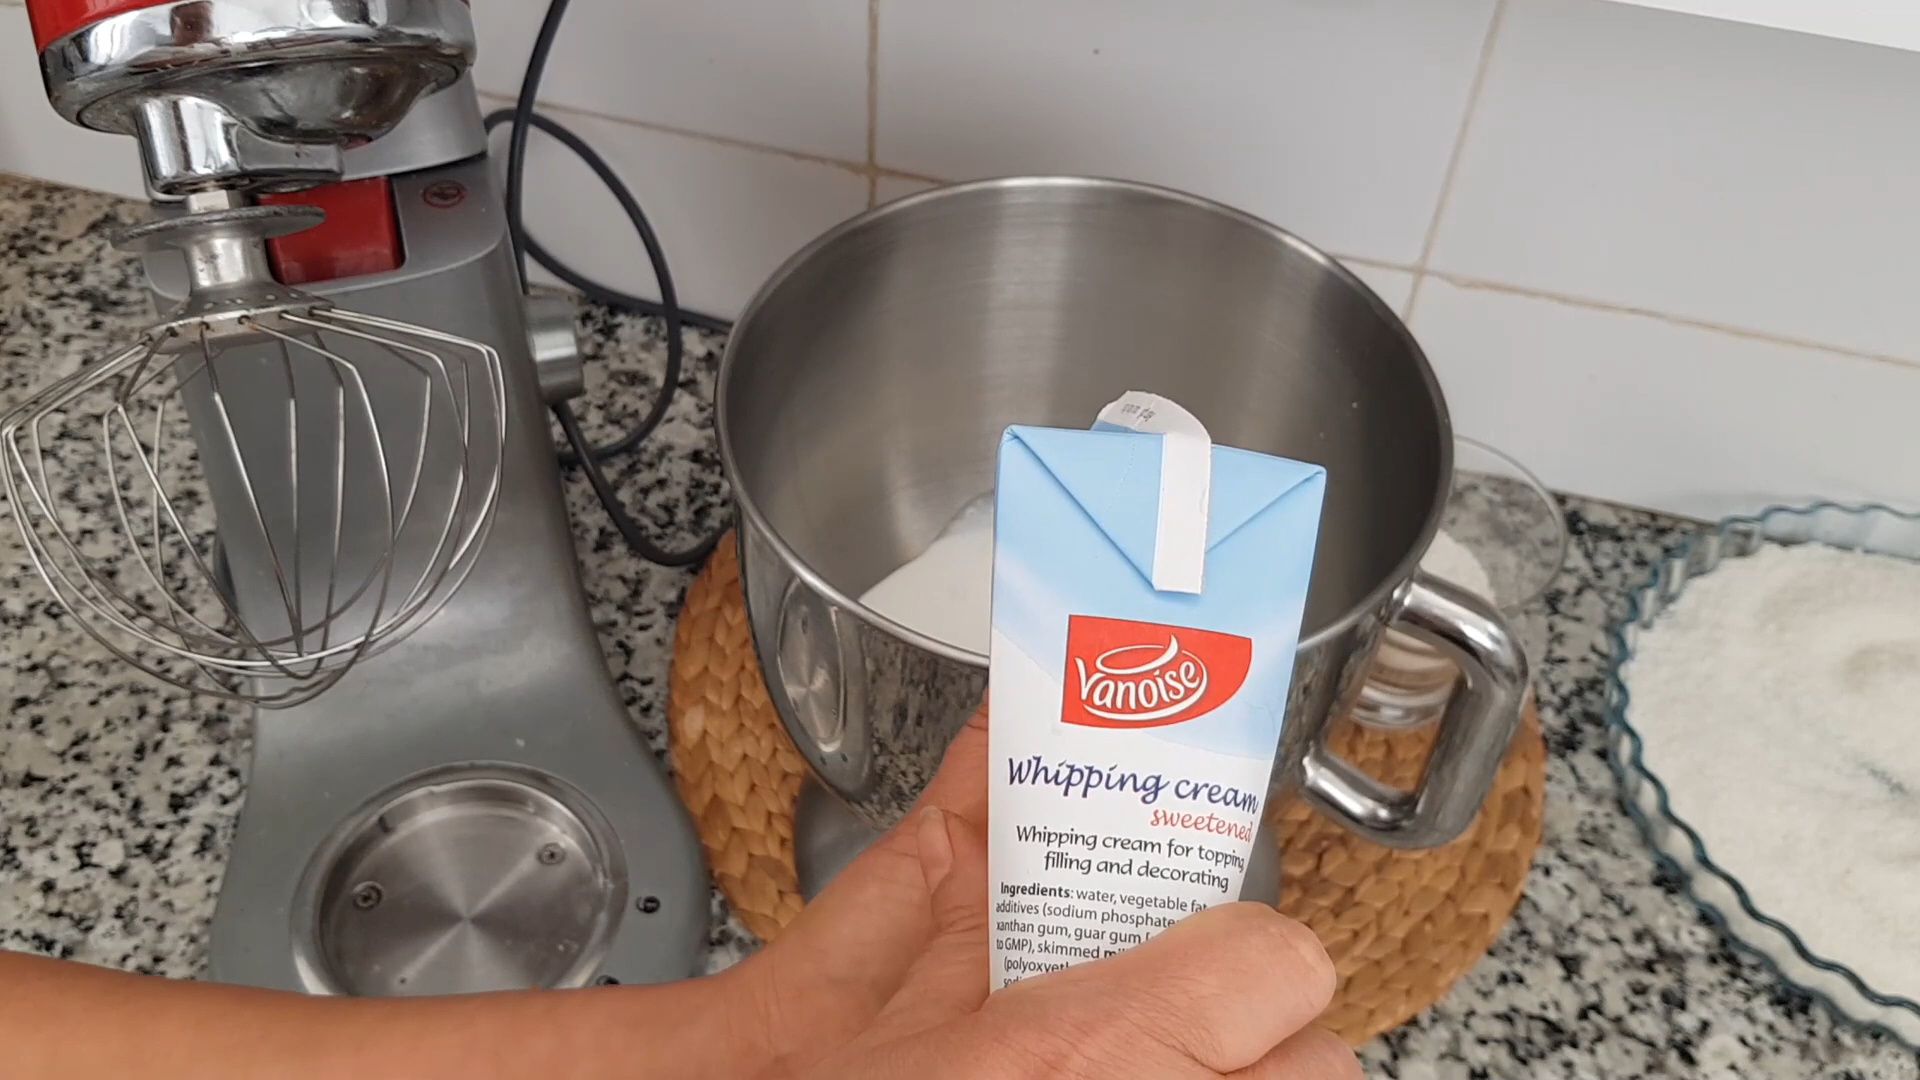 Vanoise
Whipping cream
sweetened
Whipping cream for topping
filling and decorating
Ingredients: water, vegetable fat
additives (sodium phosphate
xanthan gum, guar gum
to GMP), skimmed